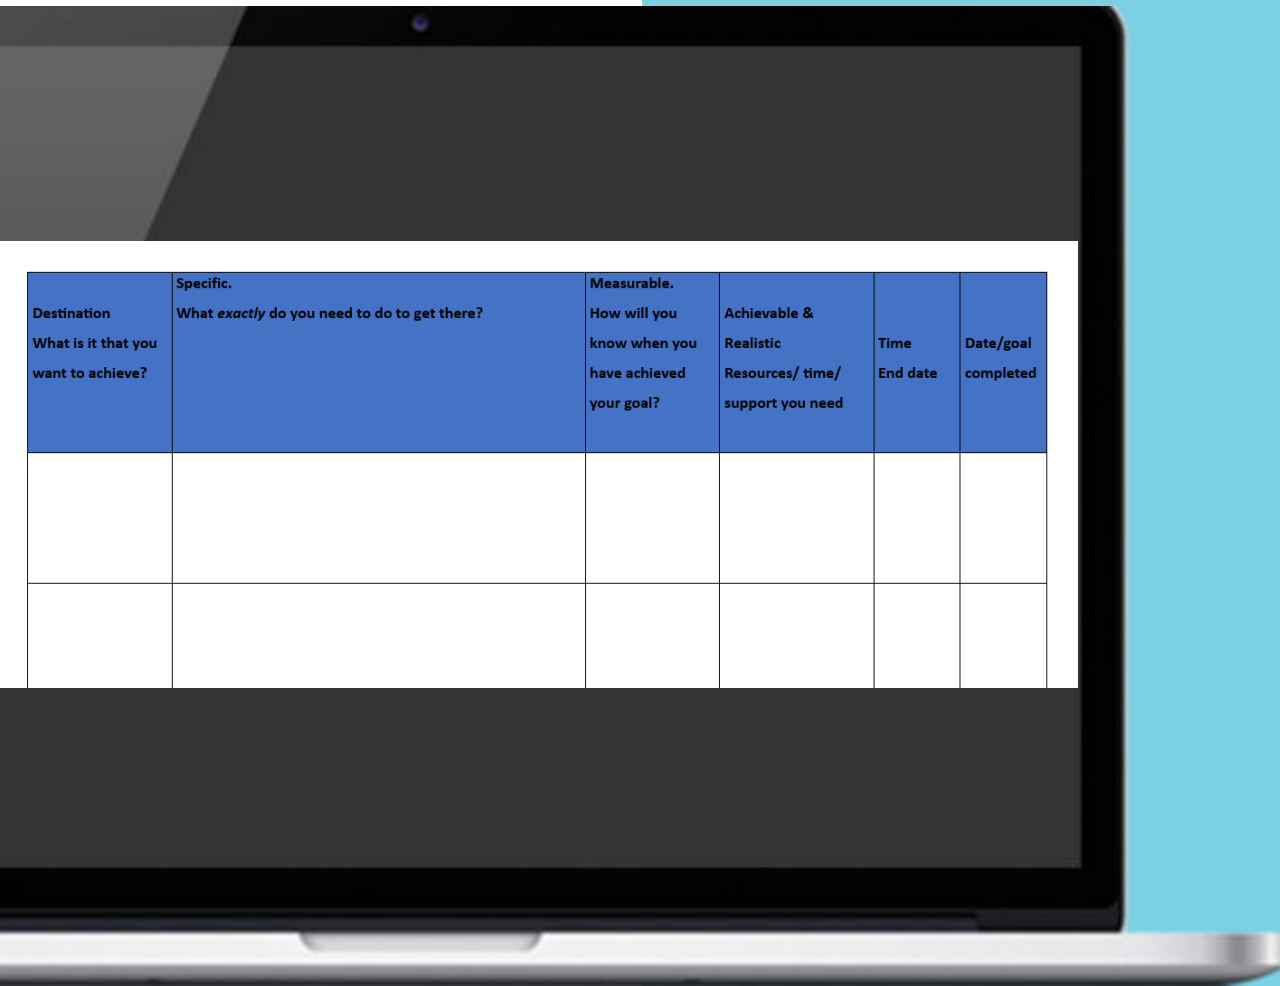 Destination
What is it that you
want to achieve?
Specific.
What exactly do you need to do to get there?
Measurable.
How will you
know when you
have achieved
your goal?
Achievable &
Realistic
Resources/ time/
support you need
Time
End date
Date/goal
completed